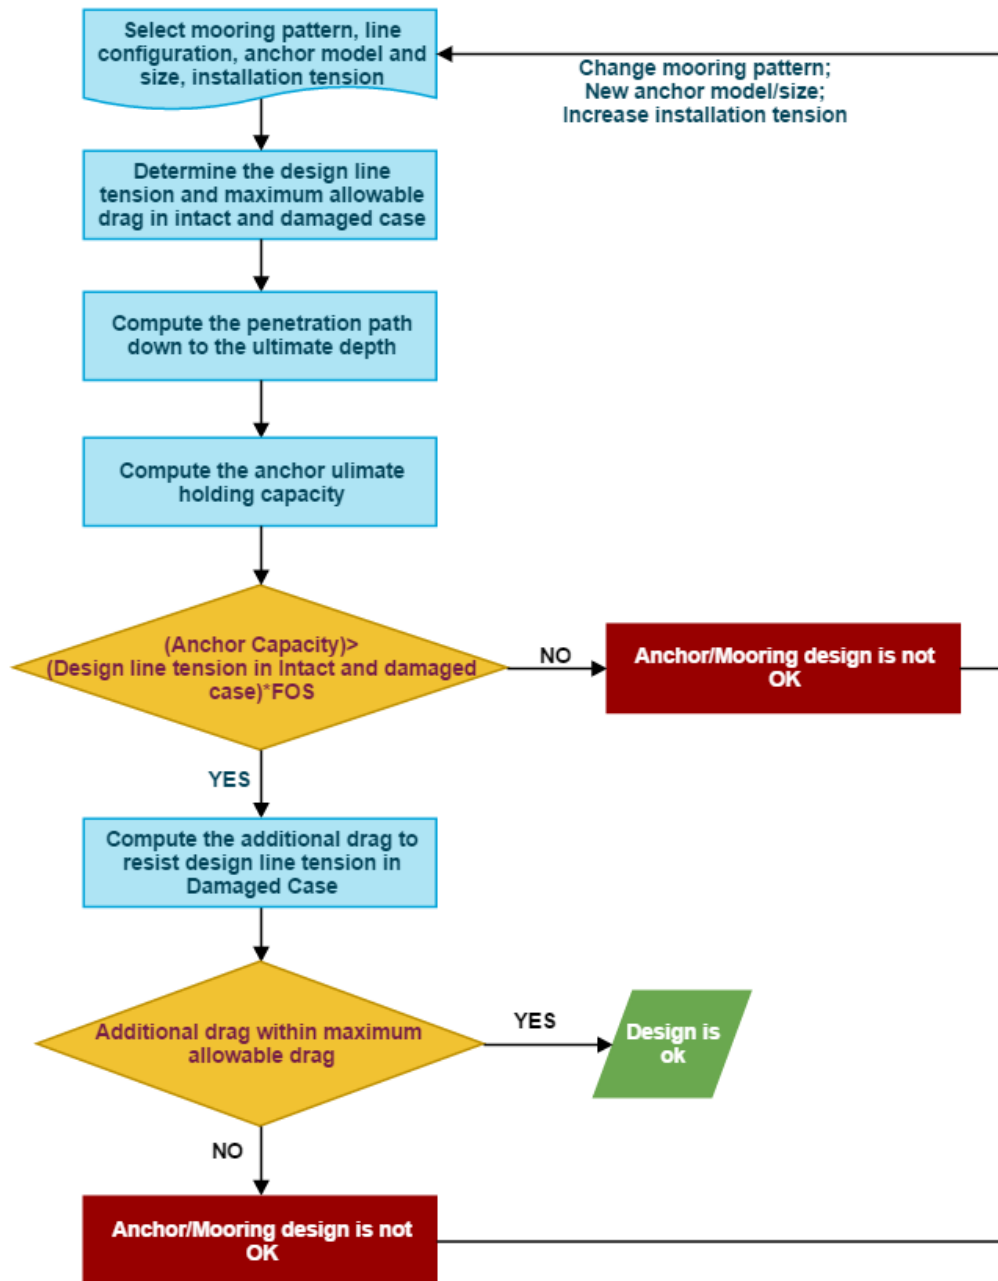 Select mooring pattern, line
configuration, anchor model and
size, installation tension
Change mooring pattern;
New anchor model/size;
Increase installation tension
Determine the design line
tension and maximum allowable
drag in intact and damaged case
Compute the penetration path
down to the ultimate depth
Compute the anchor ulimate
holding capacity
(Anchor Capacity)>
(Design line tension in Intact and damaged
case)*FOS
NO
Anchor/Mooring design is not
OK
YES
Compute the additional drag to
resist design line tension in
Damaged Case
Additional drag within maximum
allowable drag
YES
Design is
ok
NO
Anchor/Mooring design is not
OK